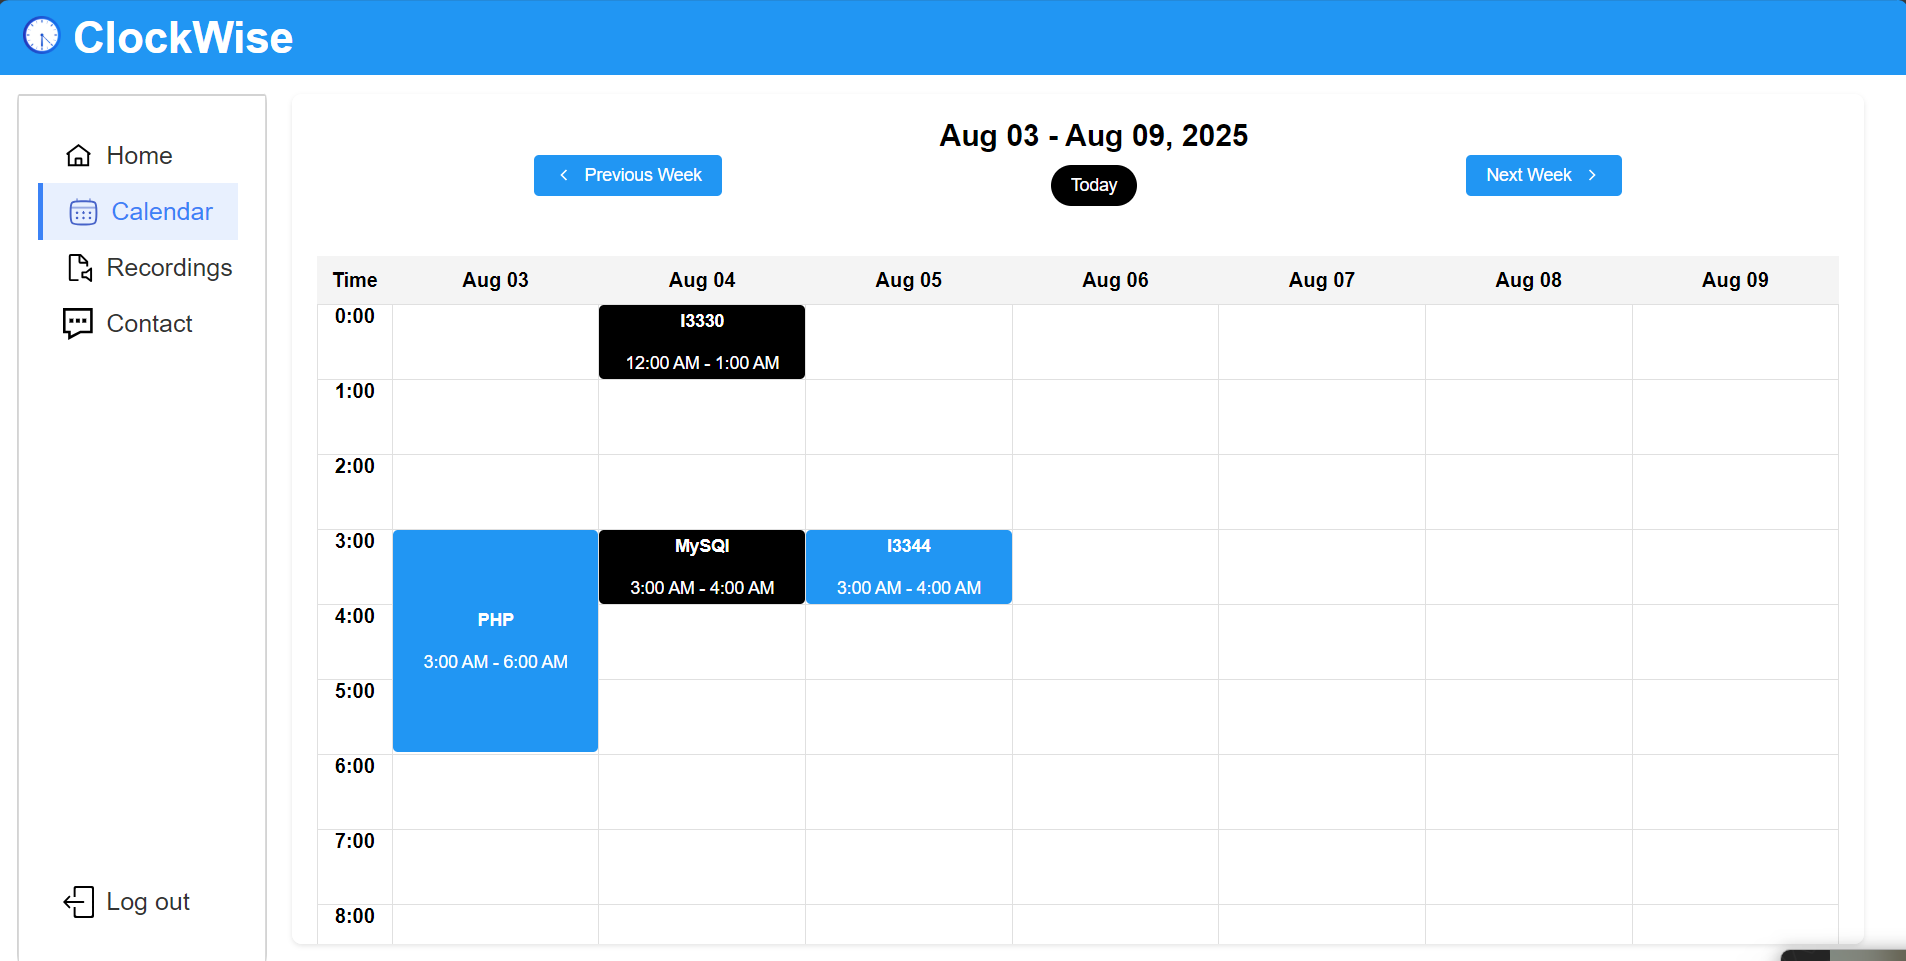 ClockWise
Home
Calendar
Recordings
Contact
Log out
Aug 03 - Aug 09, 2025
Previous Week
Today
Next Week
Time Aug 03 Aug 04 Aug 05 Aug 06 Aug 07 Aug 08 Aug 09
0:00
I3330
12:00 AM - 1:00 AM
1:00
2:00
3:00
MySQl
3:00 AM - 4:00 AM
I3344
3:00 AM - 4:00 AM
4:00
PHP
3:00 AM - 6:00 AM
5:00
6:00
7:00
8:00